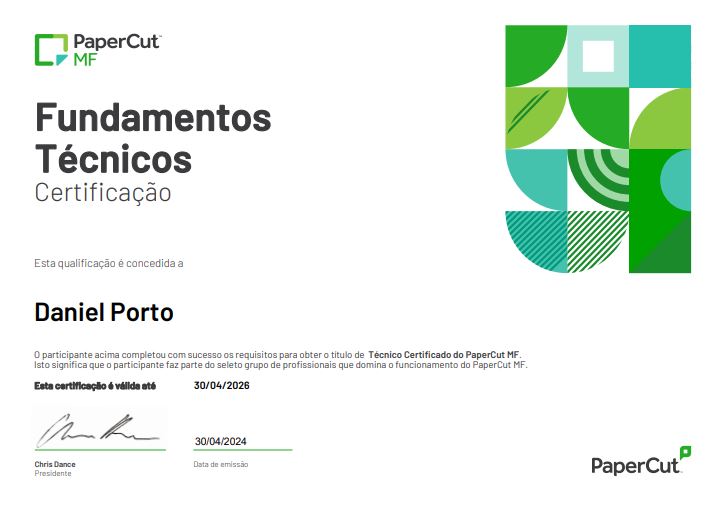 PaperCut™
MF
Fundamentos
Técnicos
Certificação
Esta qualificação é concedida a
Daniel Porto
O participante acima completou com sucesso os requisitos para obter o título de Técnico Certificado do PaperCut MF.
Isto significa que o participante faz parte do seleto grupo de profissionais que domina o funcionamento do PaperCut MF.
Esta certificação é válida até 30/04/2026
30/04/2024
Chris Dance Data de emissão
Presidente
PaperCut